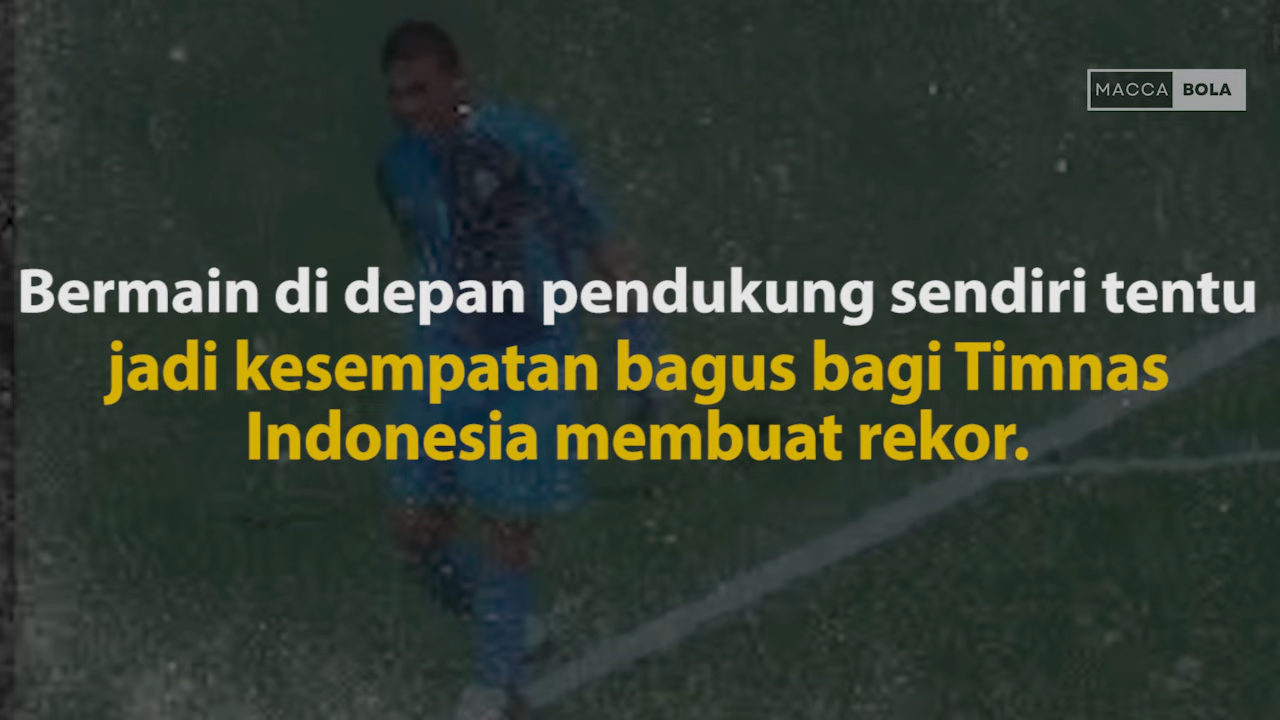 MACCA BOLA
Bermain di depan pendukung sendiri tentu
jadi kesempatan bagus bagi Timnas
Indonesia membuat rekor.